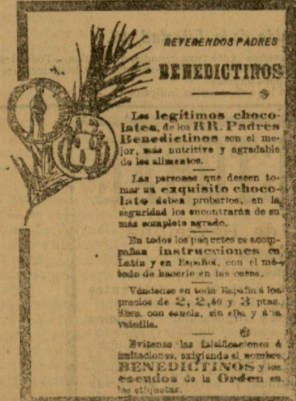 REVERENDOS PADRES
BENEDICTINOS
Los legítimos choco-
lates, de los RR. Padres
Benedictinos son el me-
jor, más nutritivo y agradable
de los alimentos.
Las personas que deseen to-
mar un exquisito choco-
late deben probarlos, en la
seguridad los encontrarán de su
más completo agrado.
En todos los paquetes se acom-
pañan instrucciones en
Latín y en Español, con el mé-
todo de hacerlo en las casas.
Véndense en toda España á los
precios de 2, 2,50 y 3 ptas.
libra, con canela, sin ella y á la
vainilla.
Evítense las falsificaciones é
imitaciones, exigiendo el nombre
BENEDICTINOS y los
escudos de la Orden en
las etiquetas.